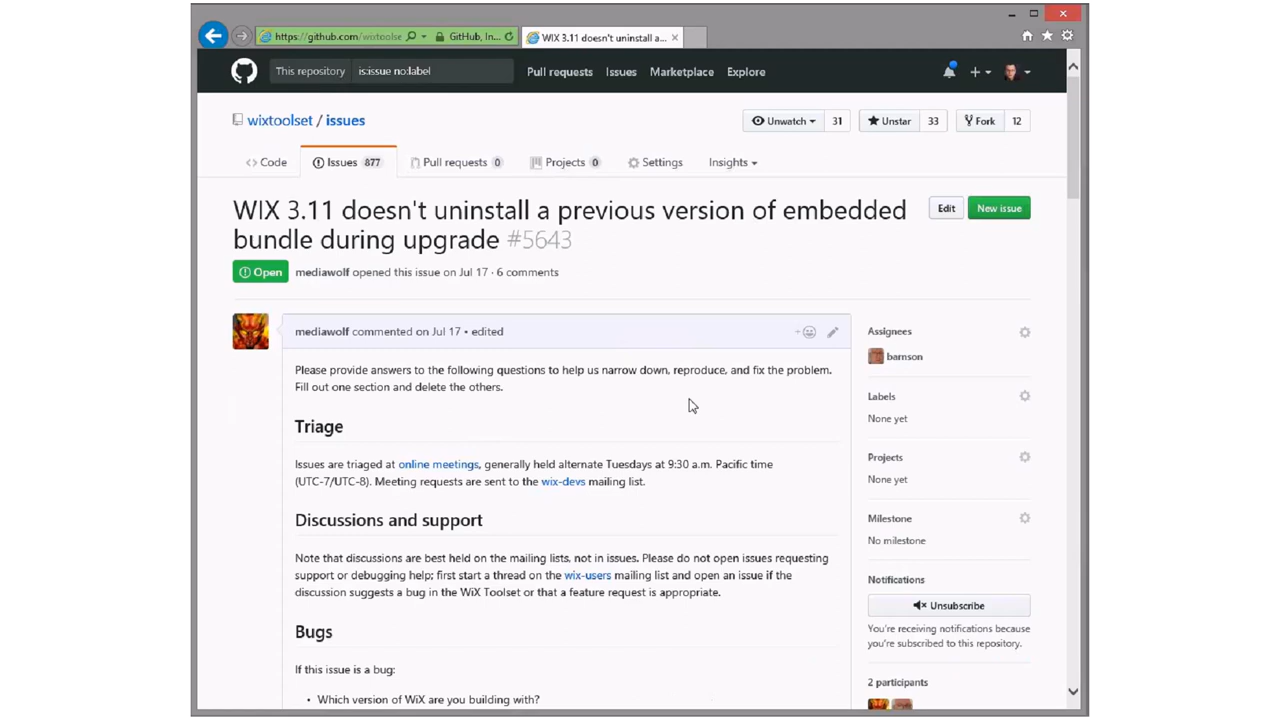 https://github.com/wixtoolse
GitHub, In...
WIX 3.11 doesn't uninstall a...
This repository
is:issue no:label
Pull requests
Issues
Marketplace
Explore
wixtoolset / issues
Unwatch
31
Unstar
33
Fork
12
Code
Issues 877
Pull requests 0
Projects 0
Settings
Insights
WIX 3.11 doesn't uninstall a previous version of embedded
bundle during upgrade #5643
Edit
New issue
Open
mediawolf opened this issue on Jul 17 · 6 comments
mediawolf commented on Jul 17 • edited
Please provide answers to the following questions to help us narrow down, reproduce, and fix the problem.
Fill out one section and delete the others.
Triage
Issues are triaged at online meetings, generally held alternate Tuesdays at 9:30 a.m. Pacific time
(UTC-7/UTC-8). Meeting requests are sent to the wix-devs mailing list.
Discussions and support
Note that discussions are best held on the mailing lists, not in issues. Please do not open issues requesting
support or debugging help; first start a thread on the wix-users mailing list and open an issue if the
discussion suggests a bug in the WiX Toolset or that a feature request is appropriate.
Bugs
If this issue is a bug:
• Which version of WiX are you building with?
Assignees
barnson
Labels
None yet
Projects
None yet
Milestone
No milestone
Notifications
Unsubscribe
You're receiving notifications because
you're subscribed to this repository.
2 participants